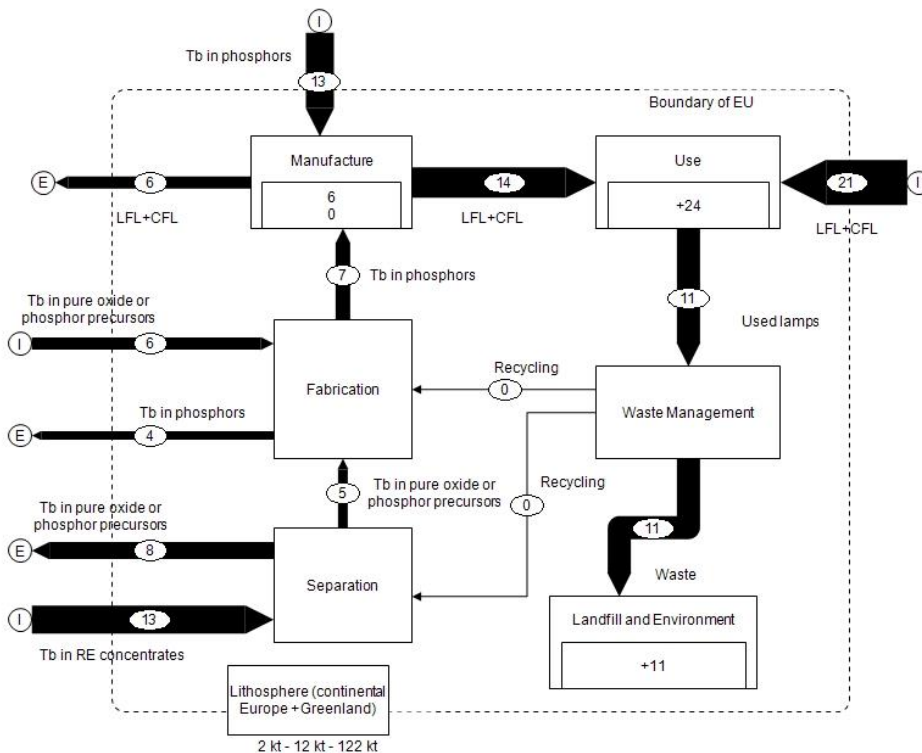 I
Tb in phosphors
13
Boundary of EU
Manufacture
6
0
E
6
LFL+CFL
14
LFL+CFL
Use
+24
21
I
LFL+CFL
7
Tb in phosphors
11
Used lamps
Tb in pure oxide or
phosphor precursors
I
6
Fabrication
Recycling
0
Waste Management
Tb in phosphors
E
4
5
Tb in pure oxide or
phosphor precursors
Recycling
0
Tb in pure oxide or
phosphor precursors
E
8
Separation
11
Waste
I
13
Tb in RE concentrates
Landfill and Environment
+11
Lithosphere (continental
Europe +Greenland)
2 kt - 12 kt - 122 kt